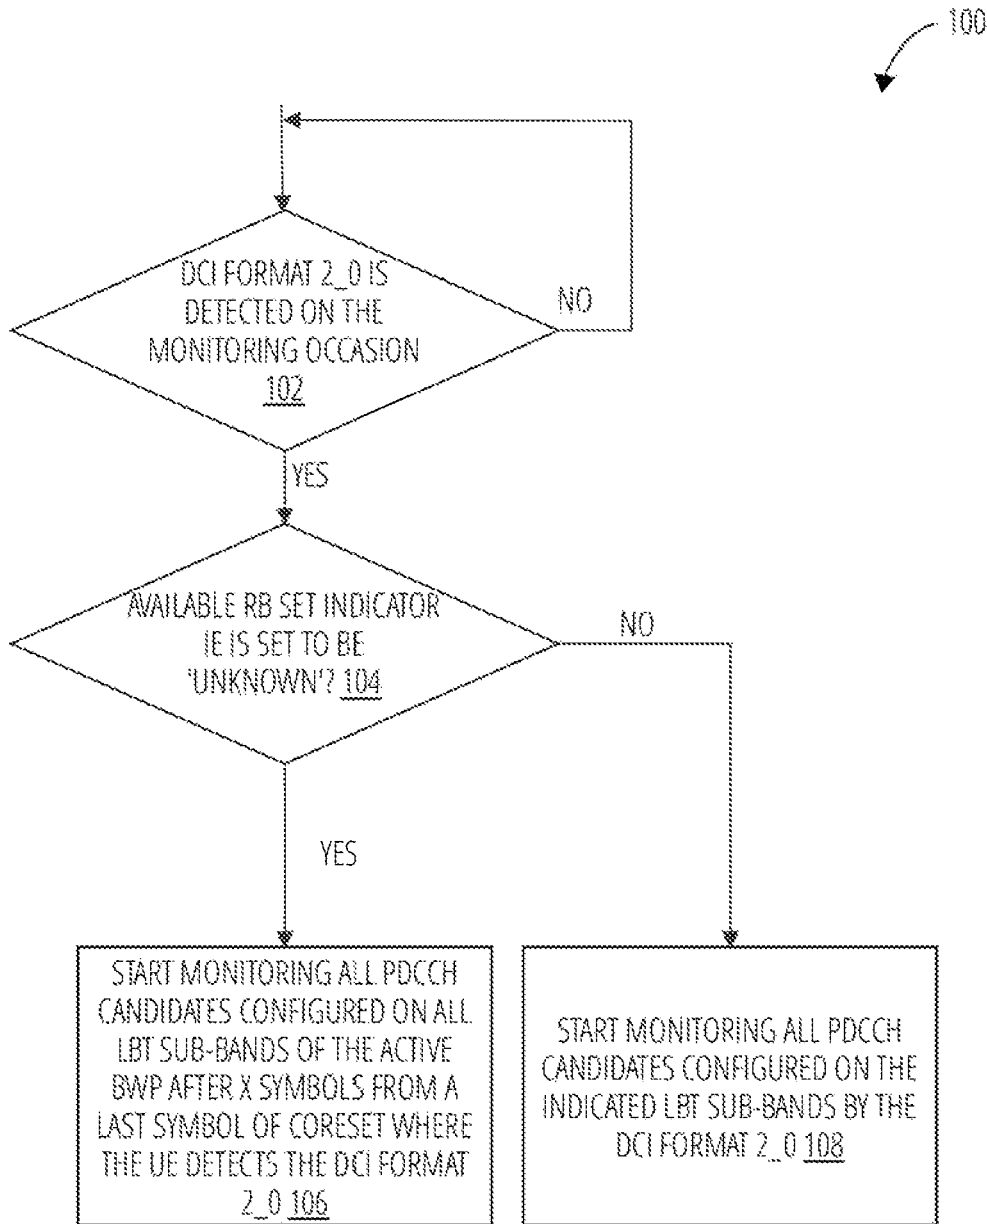 100
DCI FORMAT 2_0 IS
DETECTED ON THE
MONITORING OCCASION
102
NO
YES
AVAILABLE RB SET INDICATOR
IE IS SET TO BE
'UNKNOWN'? 104
NO
YES
START MONITORING ALL PDCCH
CANDIDATES CONFIGURED ON ALL
LBT SUB-BANDS OF THE ACTIVE
BWP AFTER X SYMBOLS FROM A
LAST SYMBOL OF CORESET WHERE
THE UE DETECTS THE DCI FORMAT
2_0 106
START MONITORING ALL PDCCH
CANDIDATES CONFIGURED ON THE
INDICATED LBT SUB-BANDS BY THE
DCI FORMAT 2_0 108